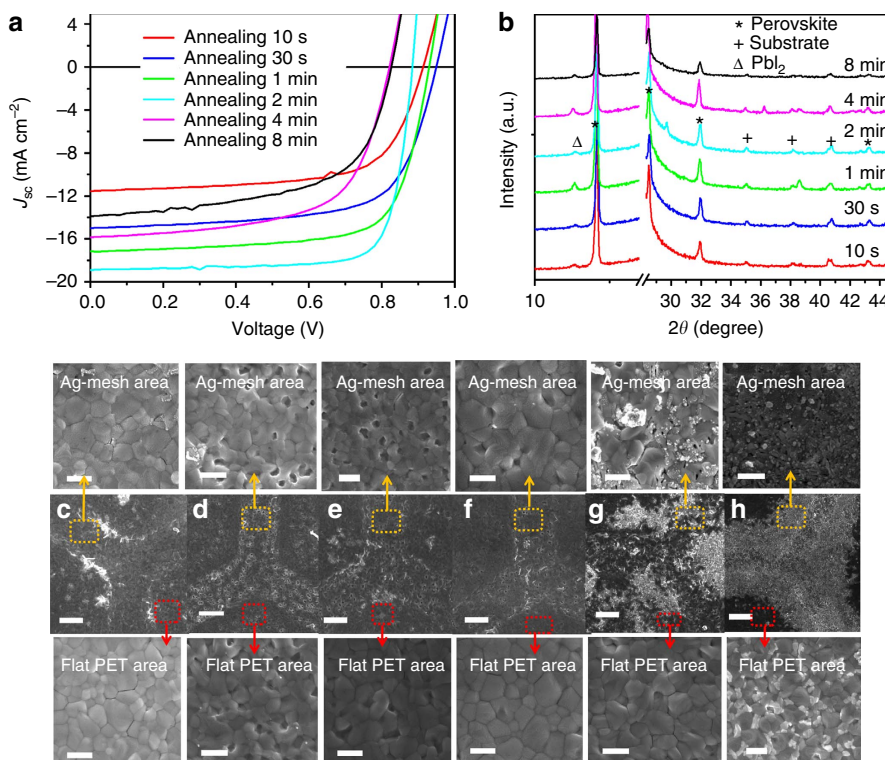 a
4
0
−4
−8
−12
−16
−20
Jsc (mA cm−2)
Annealing 10 s
Annealing 30 s
Annealing 1 min
Annealing 2 min
Annealing 4 min
Annealing 8 min
0.0 0.2 0.4 0.6 0.8 1.0
Voltage (V)
b
Intensity (a.u.)
* Perovskite
+ Substrate
Δ PbI2
8 min
4 min
2 min
1 min
30 s
10 s
Δ * * * + + + *
10 30 32 34 36 38 40 42 44
2θ (degree)
Ag-mesh area Ag-mesh area Ag-mesh area Ag-mesh area Ag-mesh area Ag-mesh area
c d e f g h
Flat PET area Flat PET area Flat PET area Flat PET area Flat PET area Flat PET area